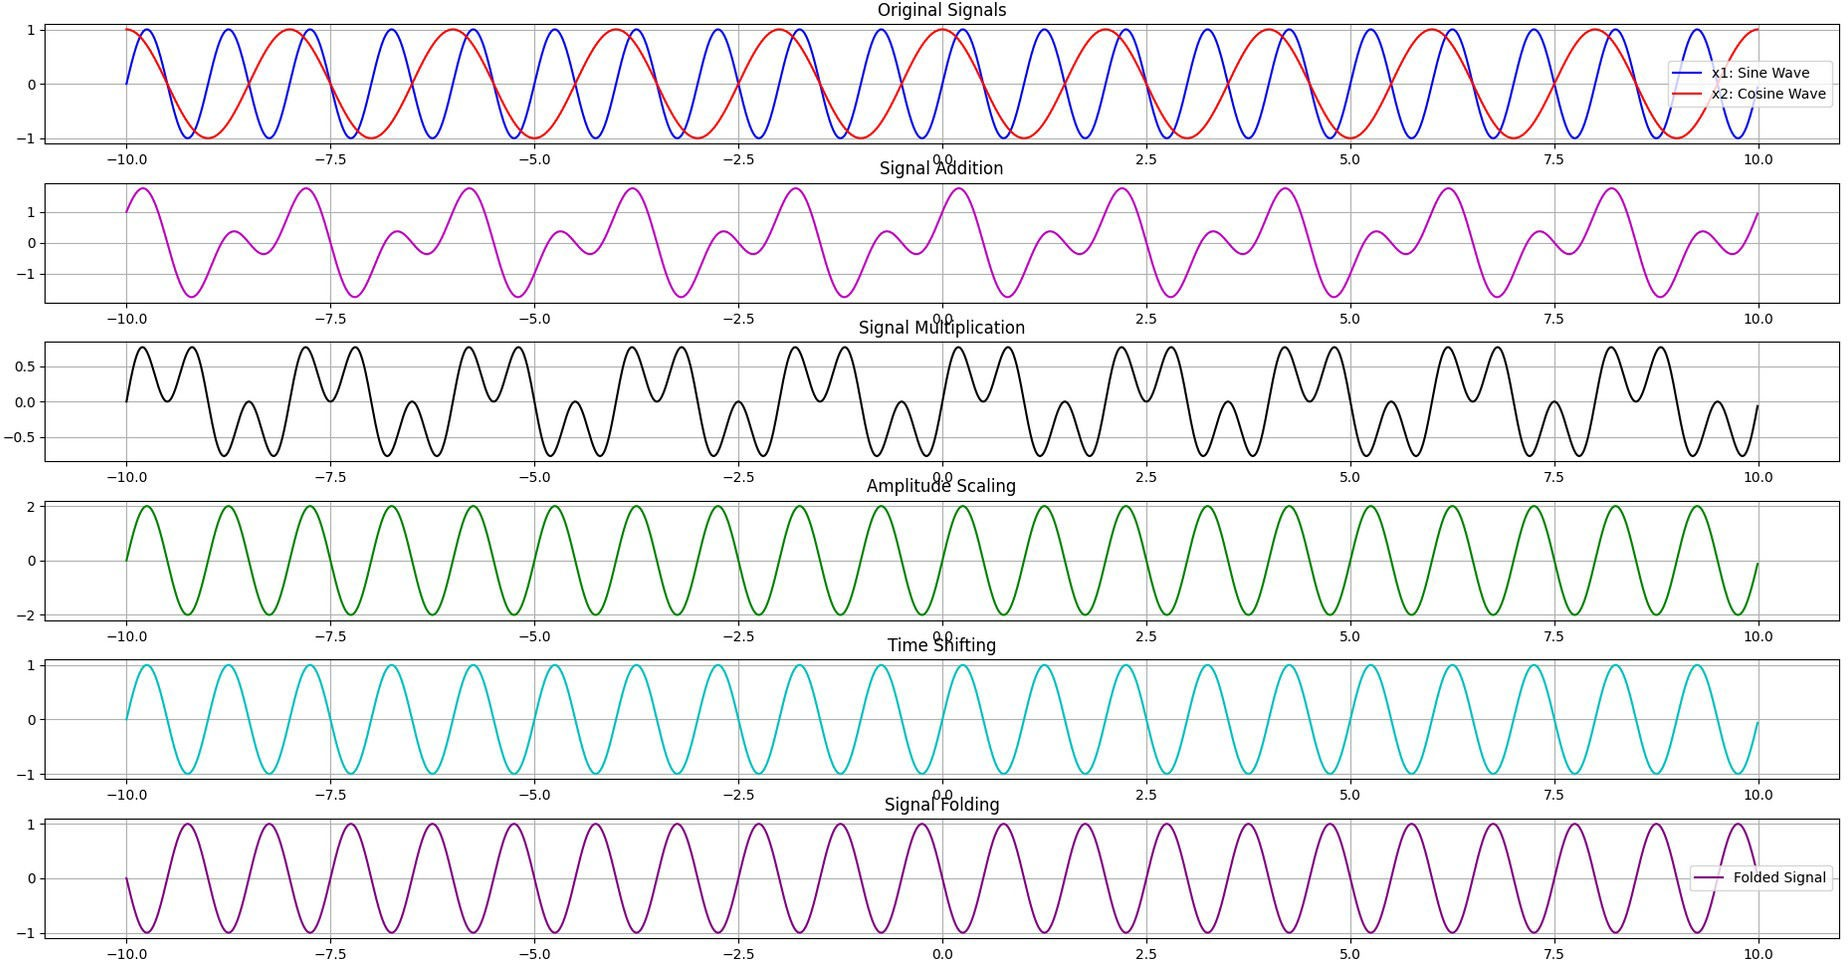 Original Signals
1
0
−1
x1: Sine Wave
x2: Cosine Wave
−10.0 −7.5 −5.0 −2.5 0.0 2.5 5.0 7.5 10.0
Signal Addition
1
0
−1
−10.0 −7.5 −5.0 −2.5 0.0 2.5 5.0 7.5 10.0
Signal Multiplication
0.5
0.0
−0.5
−10.0 −7.5 −5.0 −2.5 0.0 2.5 5.0 7.5 10.0
Amplitude Scaling
2
0
−2
−10.0 −7.5 −5.0 −2.5 0.0 2.5 5.0 7.5 10.0
Time Shifting
1
0
−1
−10.0 −7.5 −5.0 −2.5 0.0 2.5 5.0 7.5 10.0
Signal Folding
1
0
Folded Signal
−1
−10.0 −7.5 −5.0 −2.5 0.0 2.5 5.0 7.5 10.0